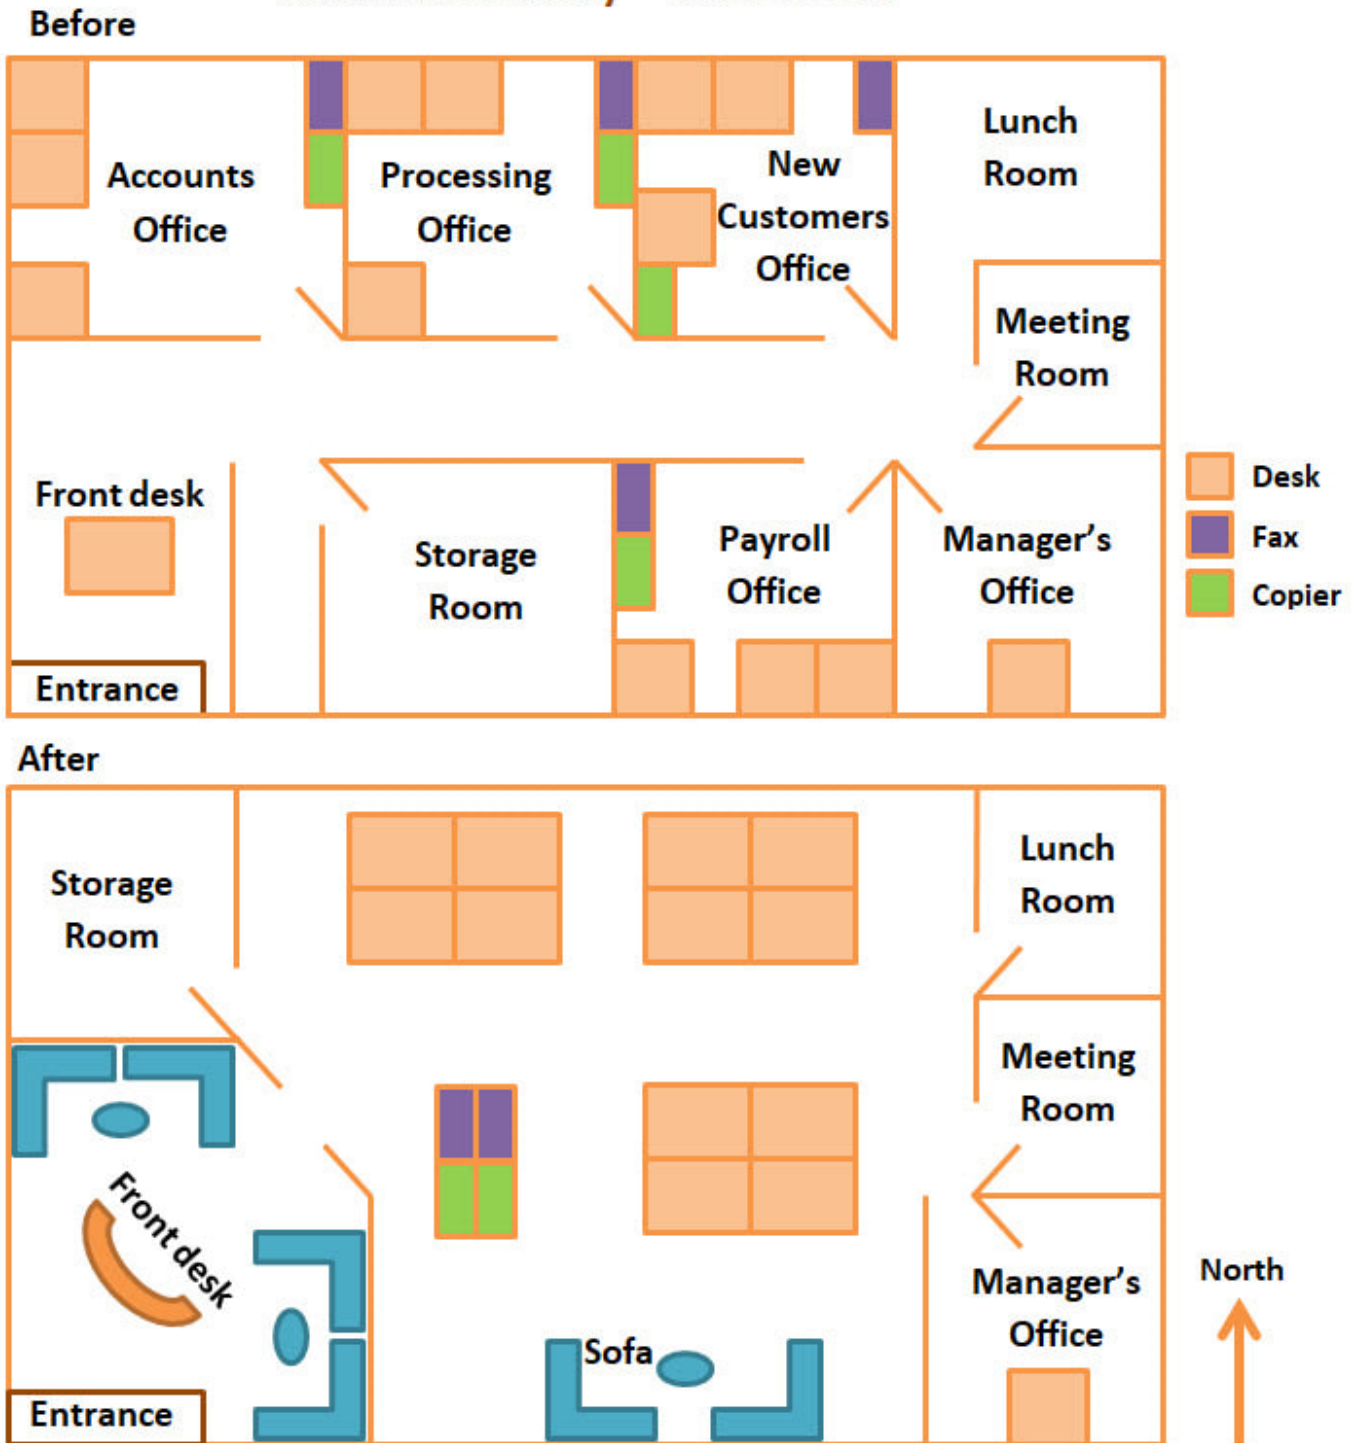 Before
Lunch
Room
Accounts
Office
Processing
Office
New
Customers
Office
Meeting
Room
Front desk
Storage
Room
Payroll
Office
Manager's
Office
Desk
Fax
Copier
Entrance
After
Storage
Room
Lunch
Room
Meeting
Room
Front desk
Manager's
Office
North
Sofa
Entrance